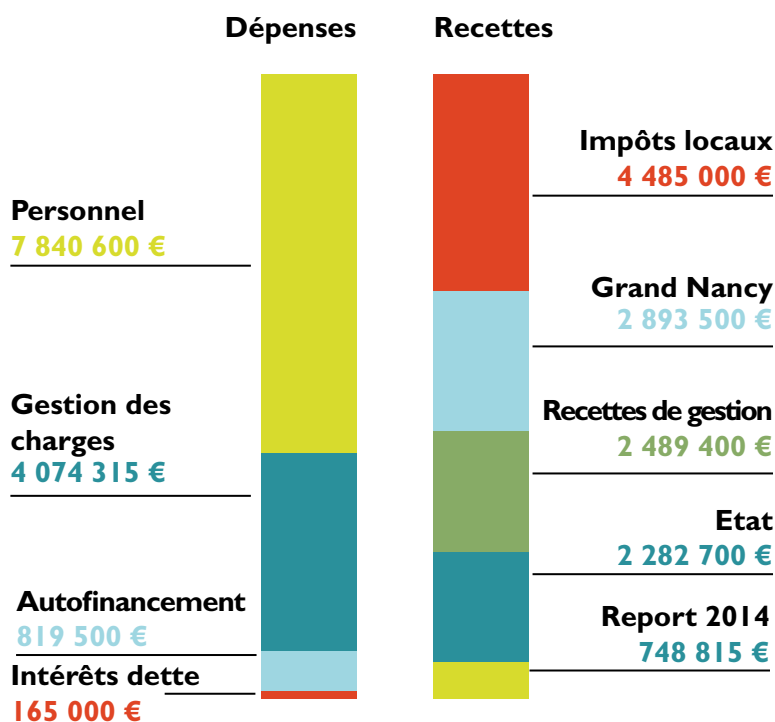 Dépenses
Recettes
Personnel
7 840 600 €
Gestion des
charges
4 074 315 €
Autofinancement
819 500 €
Intérêts dette
165 000 €
Impôts locaux
4 485 000 €
Grand Nancy
2 893 500 €
Recettes de gestion
2 489 400 €
Etat
2 282 700 €
Report 2014
748 815 €